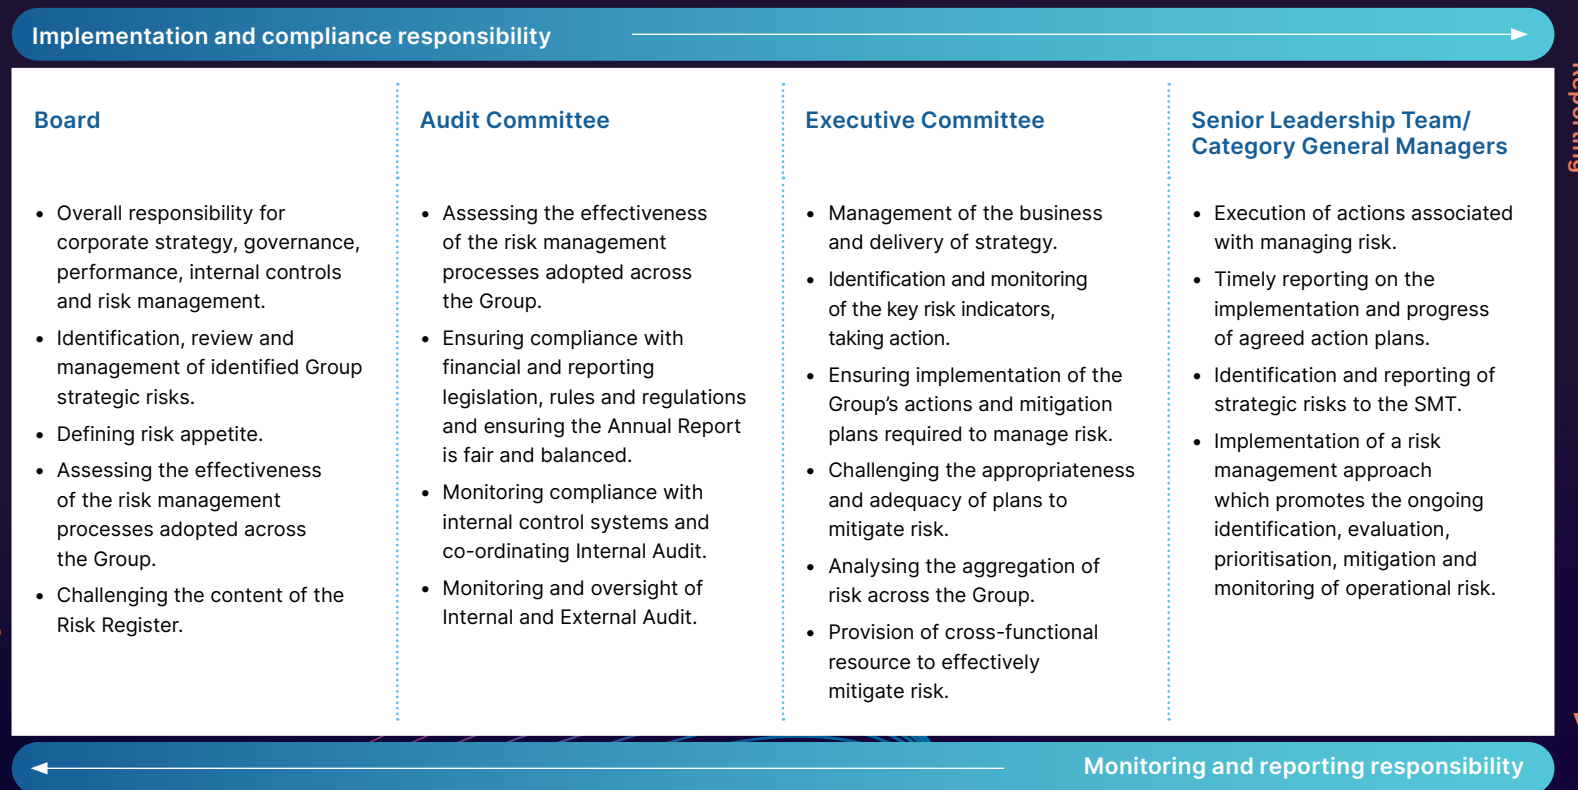 Implementation and compliance responsibility
Board
• Overall responsibility for
corporate strategy, governance,
performance, internal controls
and risk management.
• Identification, review and
management of identified Group
strategic risks.
• Defining risk appetite.
• Assessing the effectiveness
of the risk management
processes adopted across
the Group.
• Challenging the content of the
Risk Register.
Audit Committee
• Assessing the effectiveness
of the risk management
processes adopted across
the Group.
• Ensuring compliance with
financial and reporting
legislation, rules and regulations
and ensuring the Annual Report
is fair and balanced.
• Monitoring compliance with
internal control systems and
co-ordinating Internal Audit.
• Monitoring and oversight of
Internal and External Audit.
Executive Committee
• Management of the business
and delivery of strategy.
• Identification and monitoring
of the key risk indicators,
taking action.
• Ensuring implementation of the
Group’s actions and mitigation
plans required to manage risk.
• Challenging the appropriateness
and adequacy of plans to
mitigate risk.
• Analysing the aggregation of
risk across the Group.
• Provision of cross-functional
resource to effectively
mitigate risk.
Senior Leadership Team/
Category General Managers
• Execution of actions associated
with managing risk.
• Timely reporting on the
implementation and progress
of agreed action plans.
• Identification and reporting of
strategic risks to the SMT.
• Implementation of a risk
management approach
which promotes the ongoing
identification, evaluation,
prioritisation, mitigation and
monitoring of operational risk.
Reporting
Monitoring and reporting responsibility